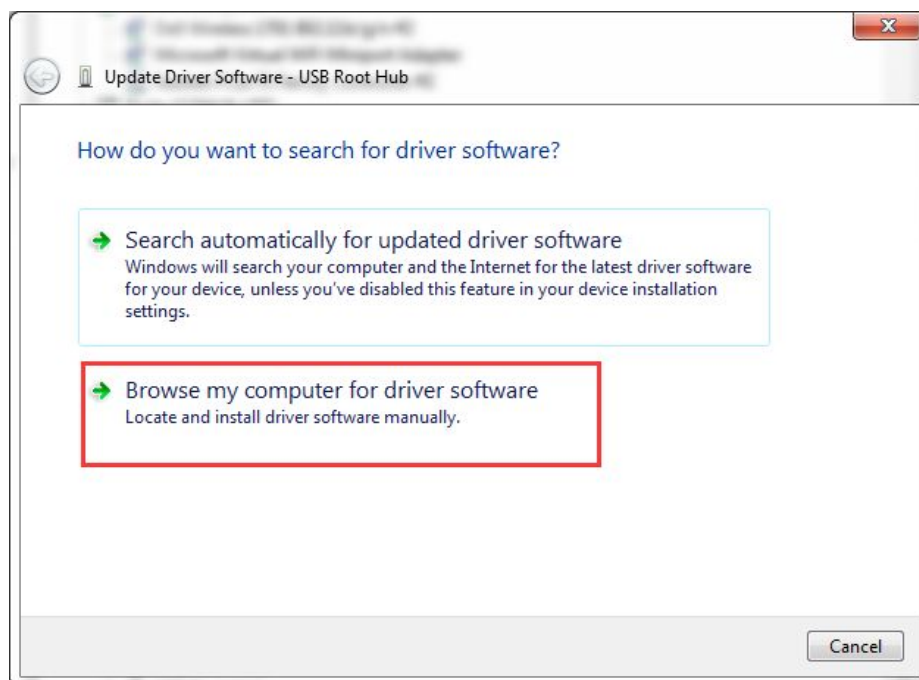 Update Driver Software - USB Root Hub
How do you want to search for driver software?
Search automatically for updated driver software
Windows will search your computer and the Internet for the latest driver software
for your device, unless you've disabled this feature in your device installation
settings.
Browse my computer for driver software
Locate and install driver software manually.
Cancel